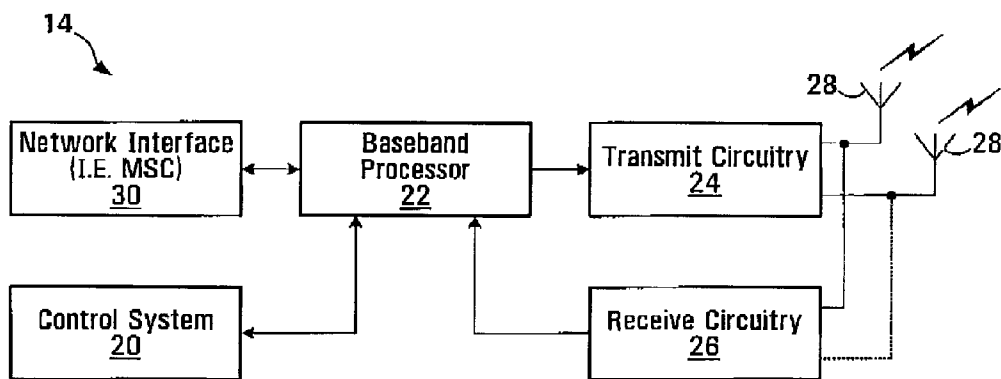 14
28
28
Network Interface
(I.E. MSC)
30
Baseband
Processor
22
Transmit Circuitry
24
Control System
20
Receive Circuitry
26